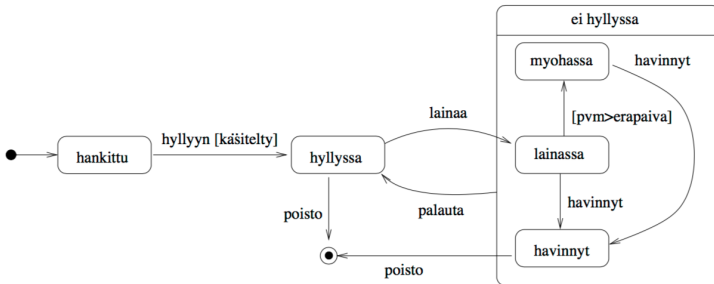 ei hyllyssa
myohassa
havinnyt
lainaa
[pvm>erapaiva]
hyllyyn [käsitelty]
hankittu
hyllyssa
lainassa
havinnyt
poisto
palauta
havinnyt
poisto